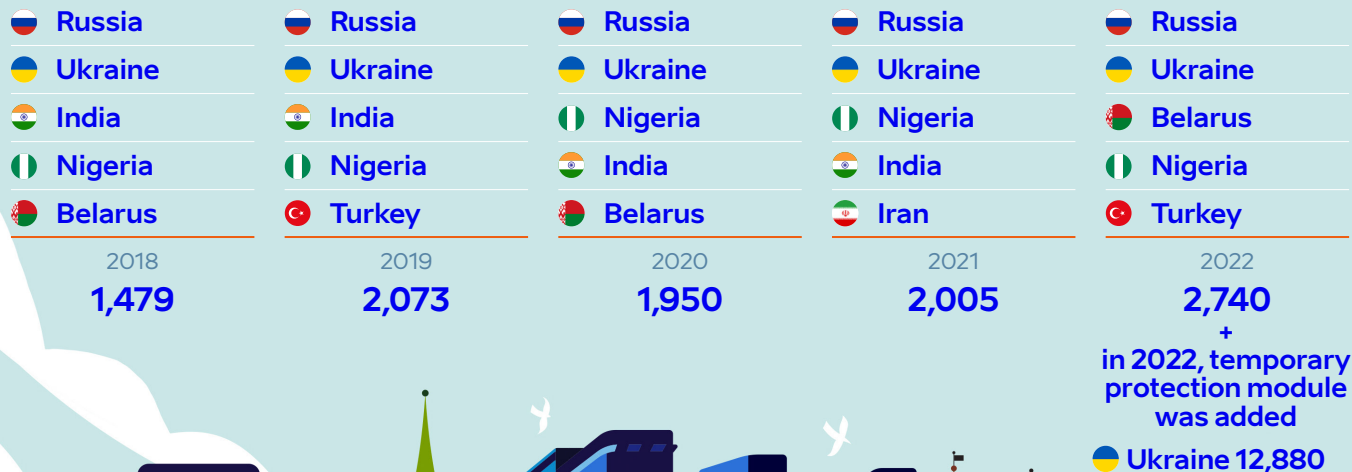 Russia
Ukraine
India
Nigeria
Belarus
2018
1,479
Russia
Ukraine
India
Nigeria
Turkey
2019
2,073
Russia
Ukraine
Nigeria
India
Belarus
2020
1,950
Russia
Ukraine
Nigeria
India
Iran
2021
2,005
Russia
Ukraine
Belarus
Nigeria
Turkey
2022
2,740
+
in 2022, temporary
protection module
was added
Ukraine 12,880